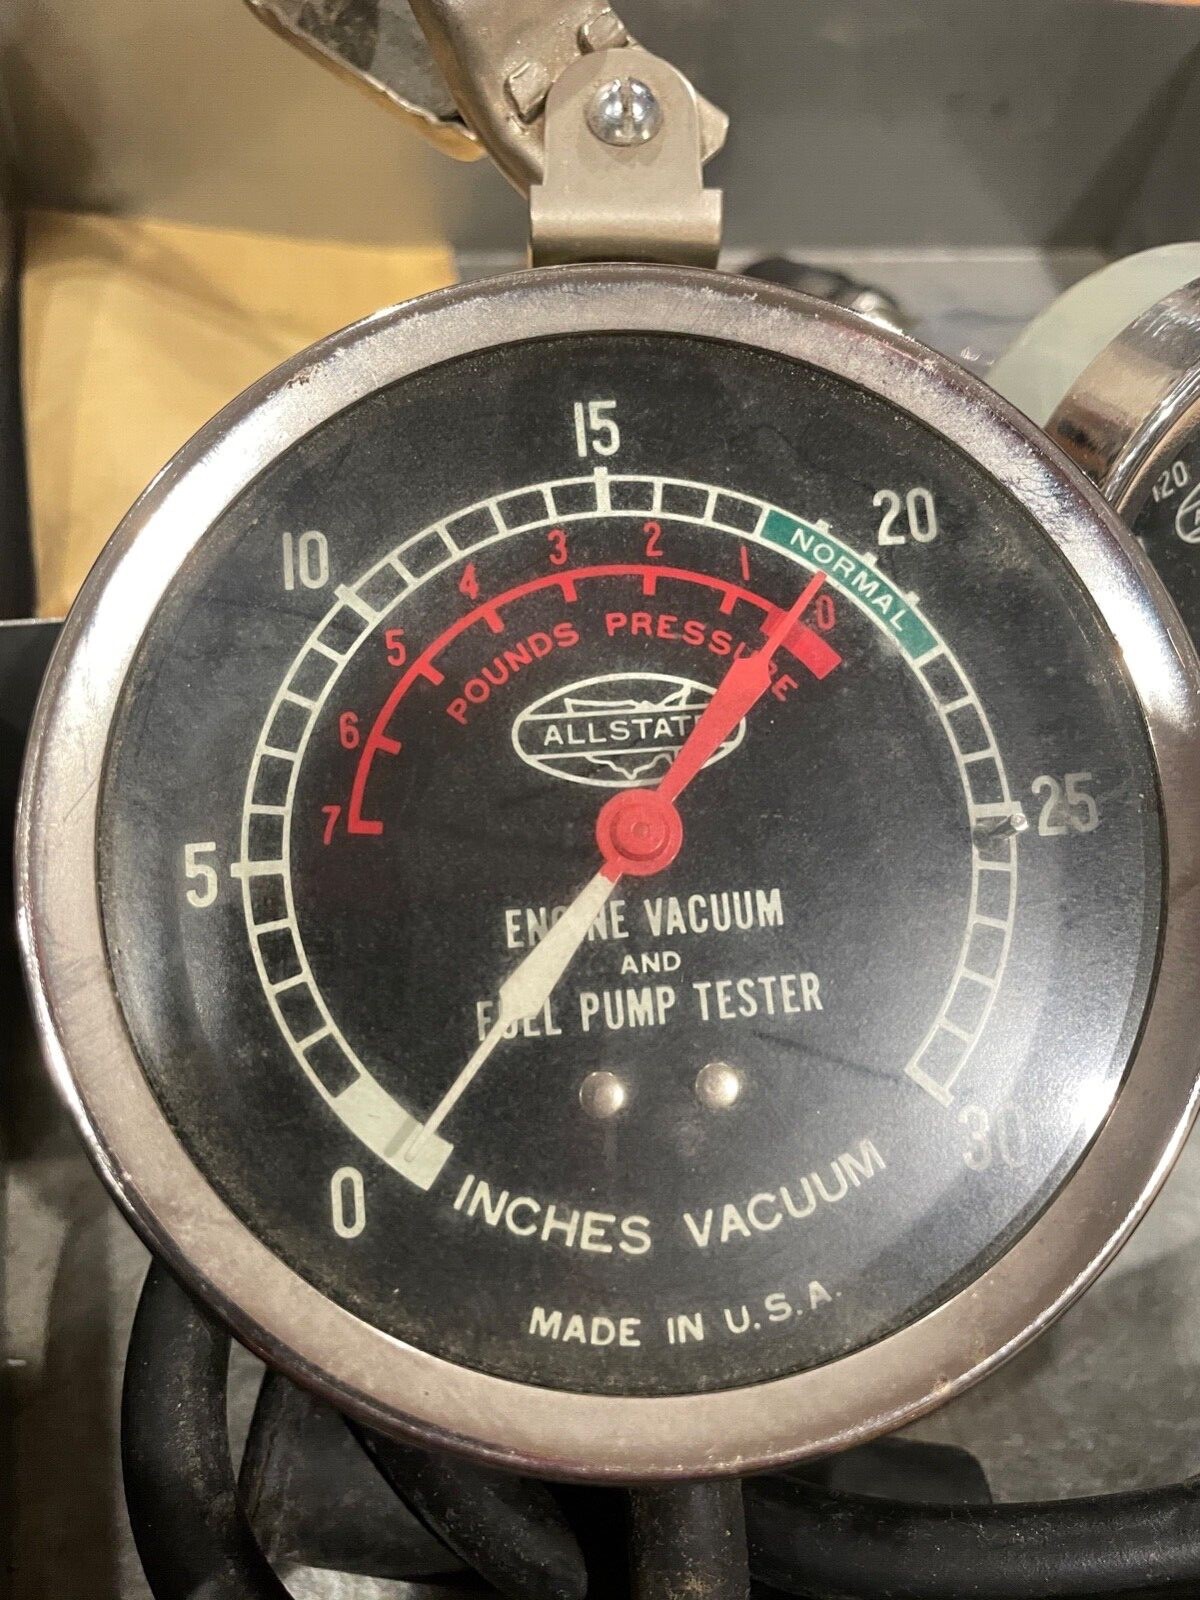 15
20
10
NORMAL
3
2
1
4
0
5
POUNDS PRESSURE
6
ALLSTATE
7
25
5
ENGINE VACUUM
AND
FUEL PUMP TESTER
0
30
INCHES VACUUM
MADE IN U.S.A.
120